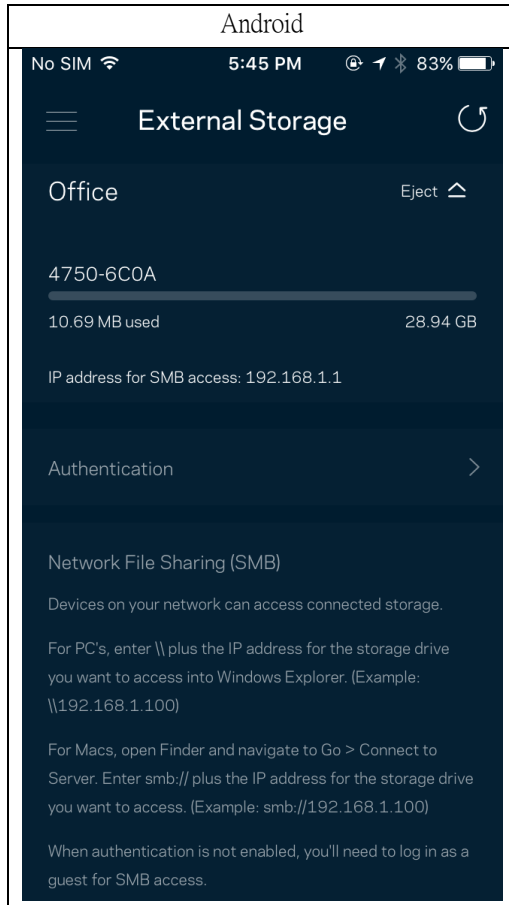 Android
No SIM 5:45 PM 83%
External Storage
Office Eject
4750-6C0A
10.69 MB used 28.94 GB
IP address for SMB access: 192.168.1.1
Authentication
Network File Sharing (SMB)
Devices on your network can access connected storage.
For PC's, enter \\ plus the IP address for the storage drive
you want to access into Windows Explorer. (Example:
\\192.168.1.100)
For Macs, open Finder and navigate to Go > Connect to
Server. Enter smb:// plus the IP address for the storage drive
you want to access. (Example: smb://192.168.1.100)
When authentication is not enabled, you'll need to log in as a
guest for SMB access.